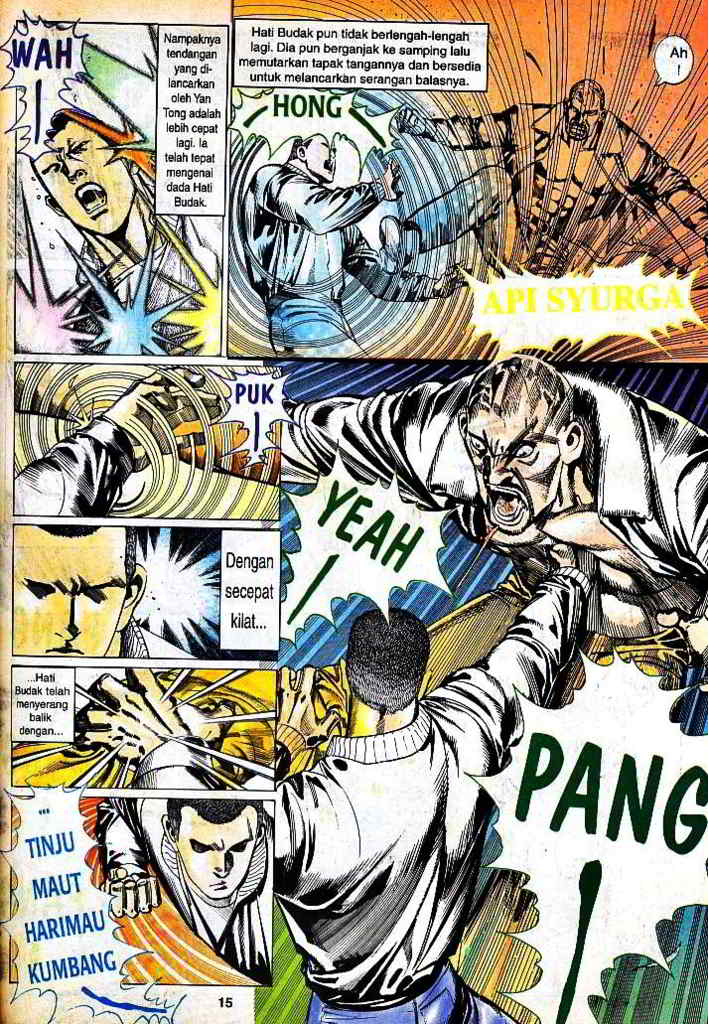 WAH
!
Nampaknya
tendangan
yang di-
lancarkan
oleh Yan
Tong adalah
lebih cepat
lagi. Ia
telah tepat
mengenai
dada Hati
Budak.
Hati Budak pun tidak berlengah-lengah
lagi. Dia pun berganjak ke samping lalu
memutarkan tapak tangannya dan bersedia
untuk melancarkan serangan balasnya.
HONG
!
Ah
!
API SYURGA
PUK
!
YEAH
!
Dengan
secepat
kilat...
...Hati
Budak telah
menyerang
balik
dengan...
PANG
!
...
TINJU
MAUT
HARIMAU
KUMBANG
!
15